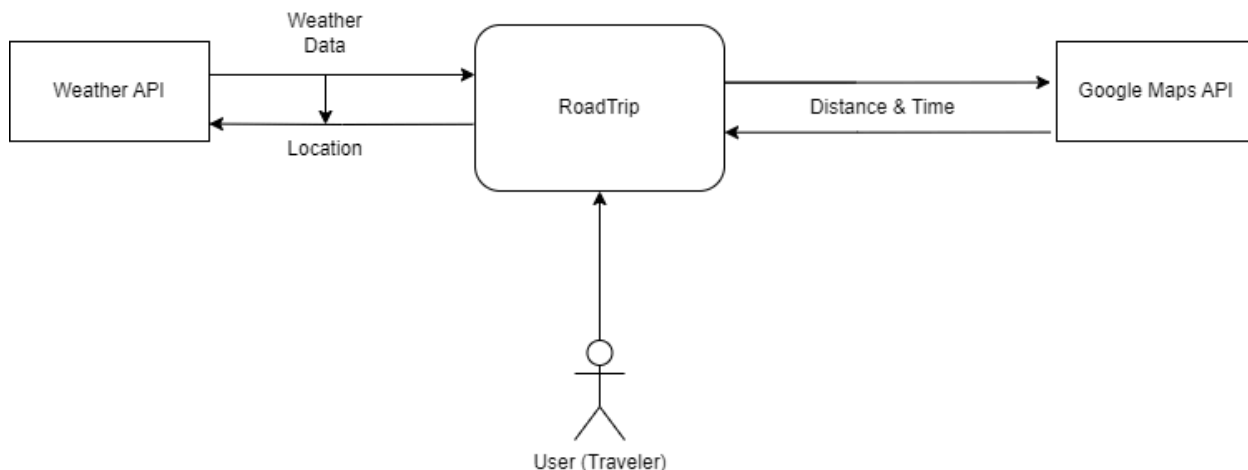 Weather
Data
Weather API
RoadTrip
Google Maps API
Distance & Time
Location
User (Traveler)